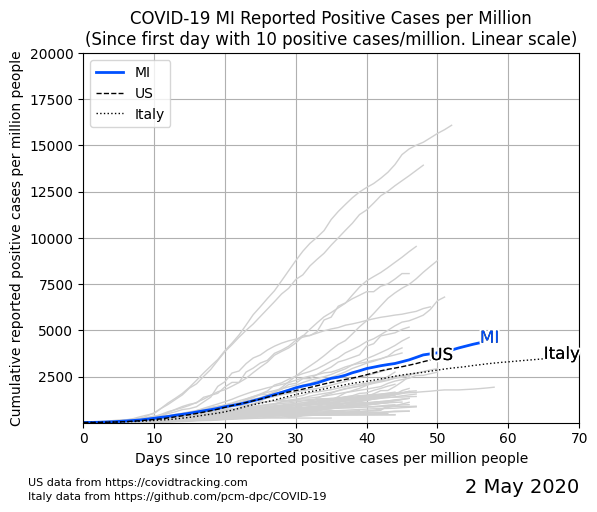 COVID-19 MI Reported Positive Cases per Million
(Since first day with 10 positive cases/million. Linear scale)
Cumulative reported positive cases per million people
20000
17500
15000
12500
10000
7500
5000
2500
MI
US
Italy
MI
US
Italy
0
10
20
30
40
50
60
70
Days since 10 reported positive cases per million people
US data from https://covidtracking.com
Italy data from https://github.com/pcm-dpc/COVID-19
2 May 2020